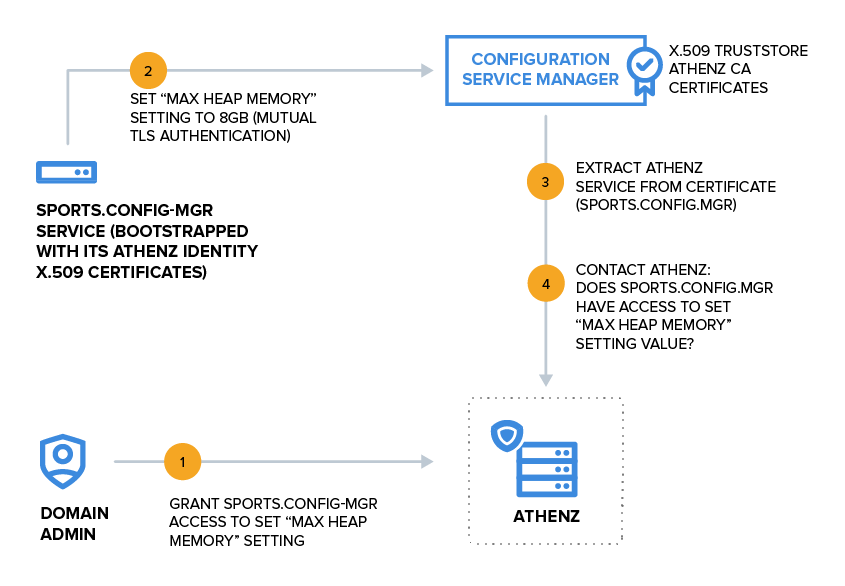 2
SET “MAX HEAP MEMORY”
SETTING TO 8GB (MUTUAL
TLS AUTHENTICATION)
CONFIGURATION
SERVICE MANAGER
X.509 TRUSTSTORE
ATHENZ CA
CERTIFICATES
SPORTS.CONFIG-MGR
SERVICE (BOOTSTRAPPED
WITH ITS ATHENZ IDENTITY
X.509 CERTIFICATES)
3
EXTRACT ATHENZ
SERVICE FROM CERTIFICATE
(SPORTS.CONFIG.MGR)
4
CONTACT ATHENZ:
DOES SPORTS.CONFIG.MGR
HAVE ACCESS TO SET
“MAX HEAP MEMORY”
SETTING VALUE?
DOMAIN
ADMIN
1
GRANT SPORTS.CONFIG-MGR
ACCESS TO SET “MAX HEAP
MEMORY” SETTING
ATHENZ